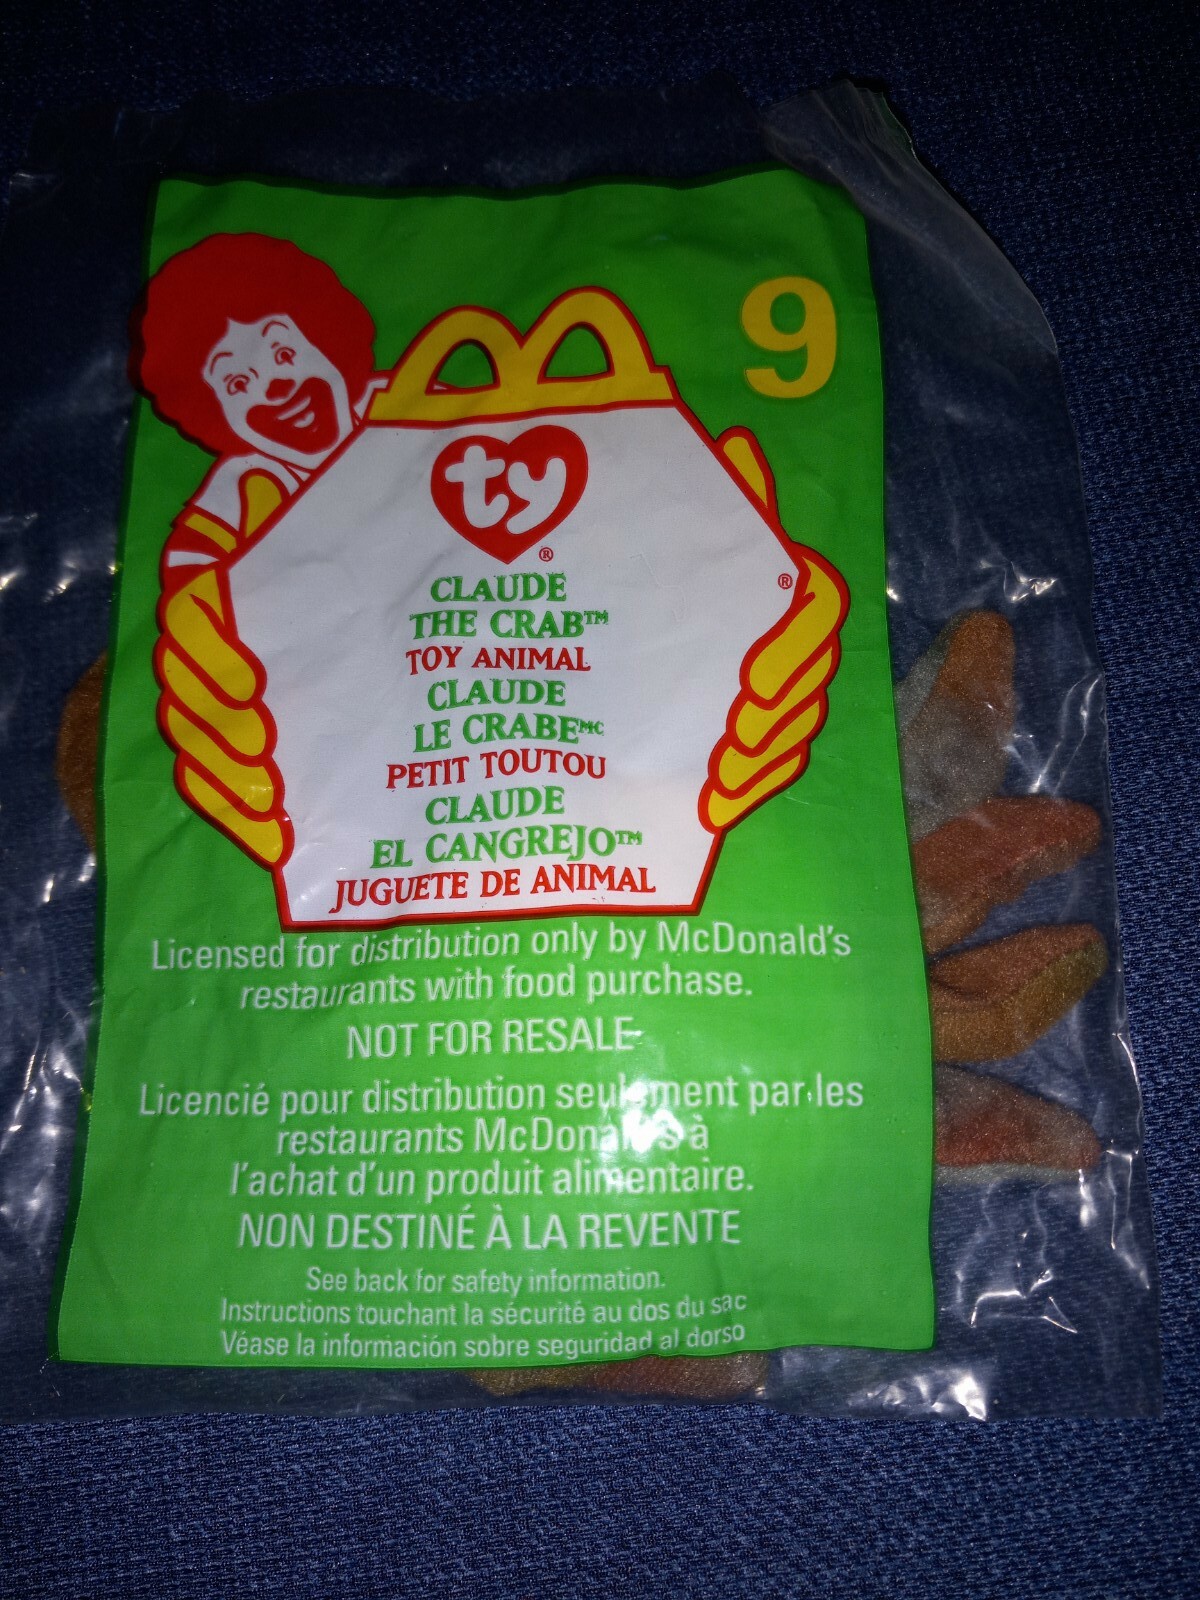 9
ty
®
®
CLAUDE
THE CRAB™
TOY ANIMAL
CLAUDE
LE CRABE MC
PETIT TOUTOU
CLAUDE
EL CANGREJO™
JUGUETE DE ANIMAL
Licensed for distribution only by McDonald's
restaurants with food purchase.
NOT FOR RESALE
Licencié pour distribution seulement par les
restaurants McDonald's à
l'achat d'un produit alimentaire.
NON DESTINÉ À LA REVENTE
See back for safety information.
Instructions touchant la sécurité au dos du sac
Véase la información sobre seguridad al dorso